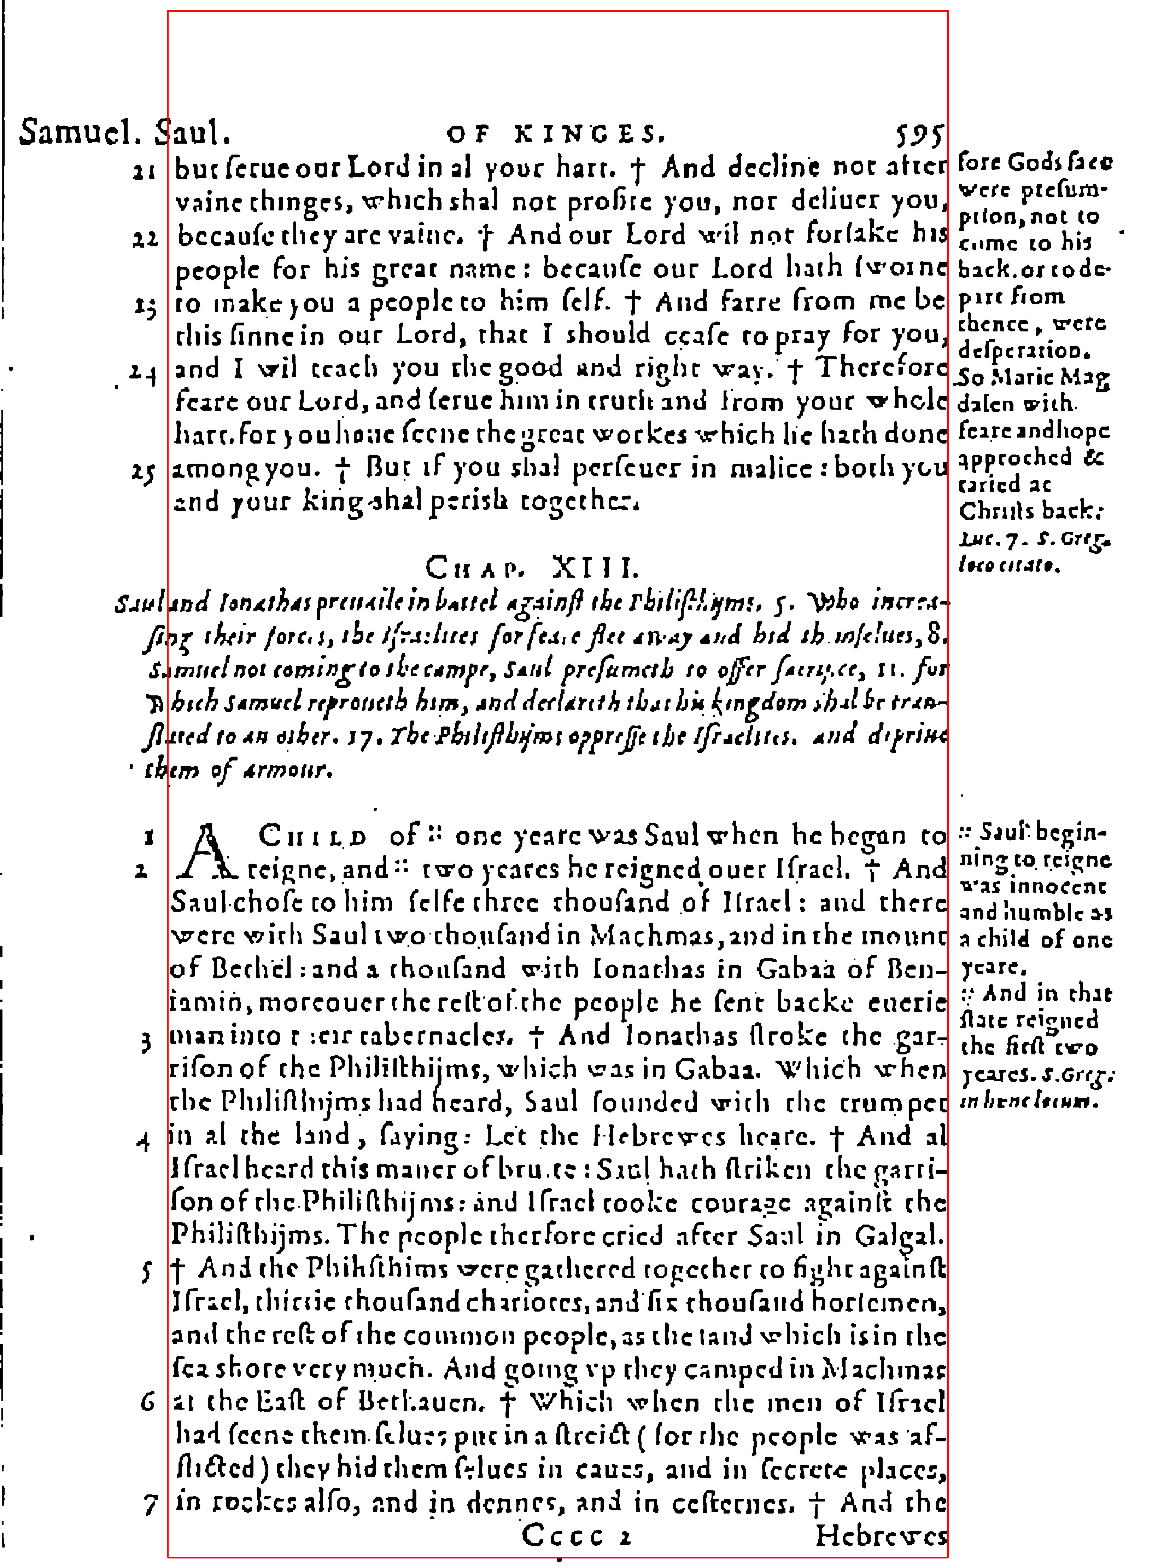 Samuel. Saul. OF KINGES. 595
21 but ſerue our Lord in al your hart. † And decline not after
vaine thinges, which shal not profite you, nor deliuer you,
22 becauſe they are vaine. † And our Lord wil not forſake his
people for his great name: becauſe our Lord hath ſworne
23 to make you a people to him ſelf. † And farre from me be
this ſinne in our Lord, that I should ceaſe to pray for you,
24 and I wil teach you the good and right way. † Therefore
feare our Lord, and ſerue him in truth and from your whole
hart. For you haue ſeene the great workes which he hath done
25 among you. † But if you shal perſeuer in malice: both you
and your king shal perish together.
CHAP. XIII.
Saul and Ionathas preuaile in battel againſt the Philiſthijms. 5. Who increa-
ſing their forces, the Iſraelites for feare flee away and hid themſelues, 8.
Samuel not coming to the campe, Saul preſumeth to offer ſacrifice, 11. for
which Samuel reproueth him, and declareth that his kingdom shal be tran-
ſlated to an other. 17. The Philiſthijms oppreſſe the Iſraelites. and depriue
them of armour.
1 A CHILD of :: one yeare was Saul when he began to
2 reigne, and :: two yeares he reigned ouer Iſrael. † And
Saul choſe to him ſelfe three thouſand of Iſrael: and there
were with Saul two thouſand in Machmas, and in the mount
of Bethel: and a thouſand with Ionathas in Gabaa of Ben-
iamin, moreouer the reſt of the people he ſent backe euerie
3 man into their tabernacles. † And Ionathas ſtroke the gar-
riſon of the Philiſthijms, which was in Gabaa. Which when
the Philiſthijms had heard, Saul ſounded with the trumpet
4 in al the land, ſaying: Let the Hebrewes heare. † And al
Iſrael heard this maner of bruite: Saul hath ſtriken the garri-
ſon of the Philiſthijms: and Iſrael tooke courage againſt the
Philiſthijms. The people therfore cried after Saul in Galgal.
5 † And the Philiſthims were gathered together to fight againſt
Iſrael, thirtie thouſand chariotes, and ſix thouſand horſemen,
and the reſt of the common people, as the ſand which is in the
ſea shore very much. And going vp they camped in Machmas
6 at the Eaſt of Bethauen. † Which when the men of Iſrael
had ſeene them ſelues put in a ſtreict (for the people was af-
flicted) they hid them ſelues in caues, and in ſecrete places,
7 in rockes alſo, and in dennes, and in ceſternes. † And the
Cccc 2 Hebrewes
fore Gods face
were preſum-
ption, not to
come to his
back. or to de-
part from
thence, were
deſperation.
So Marie Mag
dalen with
feare and hope
approched &
taried at
Chriſts back:
Luc. 7. S. Greg.
loco citato.
:: Saul begin-
ning to reigne
was innocent
and humble as
a child of one
yeare.
:: And in that
ſtate reigned
the firſt two
yeares. S. Greg.
in hunc locum.